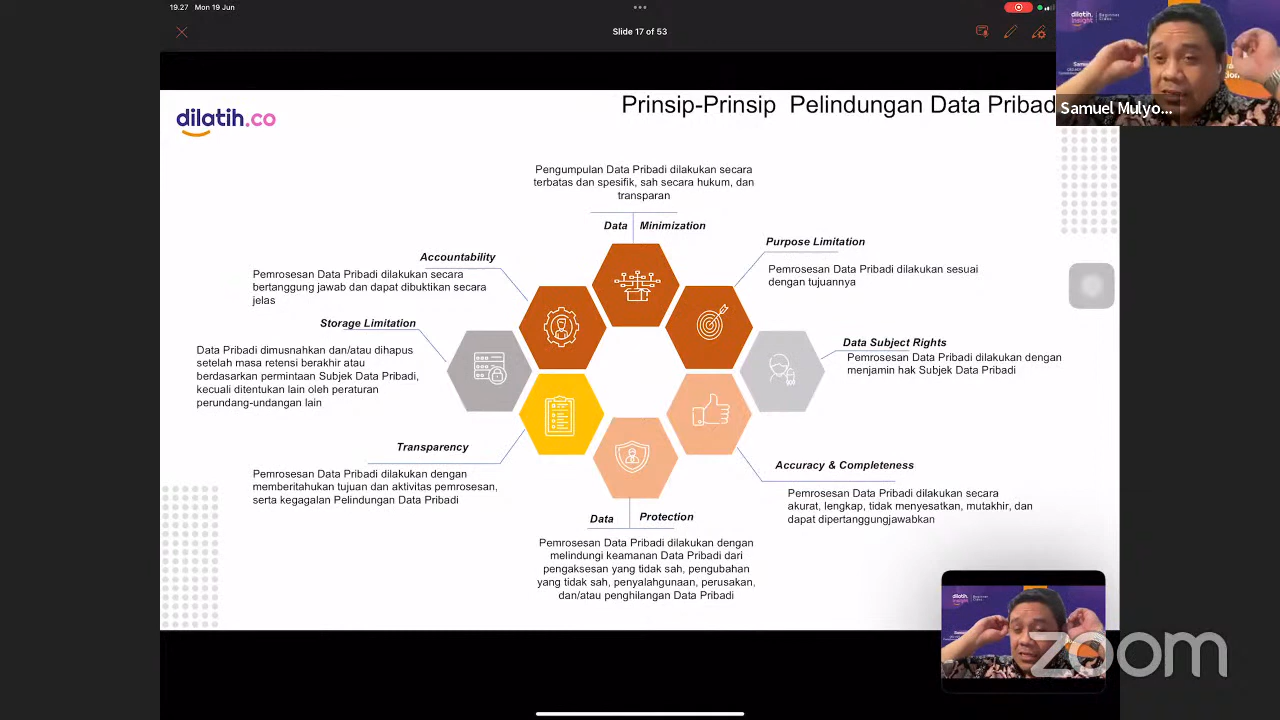 19.27 Mon 19 Jun
Slide 17 of 53
dilatih.co
Prinsip-Prinsip Pelindungan Data Pribad
Samuel Mulyo...
dilatih
insight
Pengumpulan Data Pribadi dilakukan secara
terbatas dan spesifik, sah secara hukum, dan
transparan
Data Minimization
Accountability
Pemrosesan Data Pribadi dilakukan secara
bertanggung jawab dan dapat dibuktikan secara
jelas
Purpose Limitation
Pemrosesan Data Pribadi dilakukan sesuai
dengan tujuannya
Storage Limitation
Data Pribadi dimusnahkan dan/atau dihapus
setelah masa retensi berakhir atau
berdasarkan permintaan Subjek Data Pribadi,
kecuali ditentukan lain oleh peraturan
perundang-undangan lain
Data Subject Rights
Pemrosesan Data Pribadi dilakukan dengan
menjamin hak Subjek Data Pribadi
Transparency
Pemrosesan Data Pribadi dilakukan dengan
memberitahukan tujuan dan aktivitas pemrosesan,
serta kegagalan Pelindungan Data Pribadi
Accuracy & Completeness
Pemrosesan Data Pribadi dilakukan secara
akurat, lengkap, tidak menyesatkan, mutakhir, dan
dapat dipertanggungjawabkan
Data Protection
Pemrosesan Data Pribadi dilakukan dengan
melindungi keamanan Data Pribadi dari
pengaksesan yang tidak sah, pengubahan
yang tidak sah, penyalahgunaan, perusakan,
dan/atau penghilangan Data Pribadi
zoom